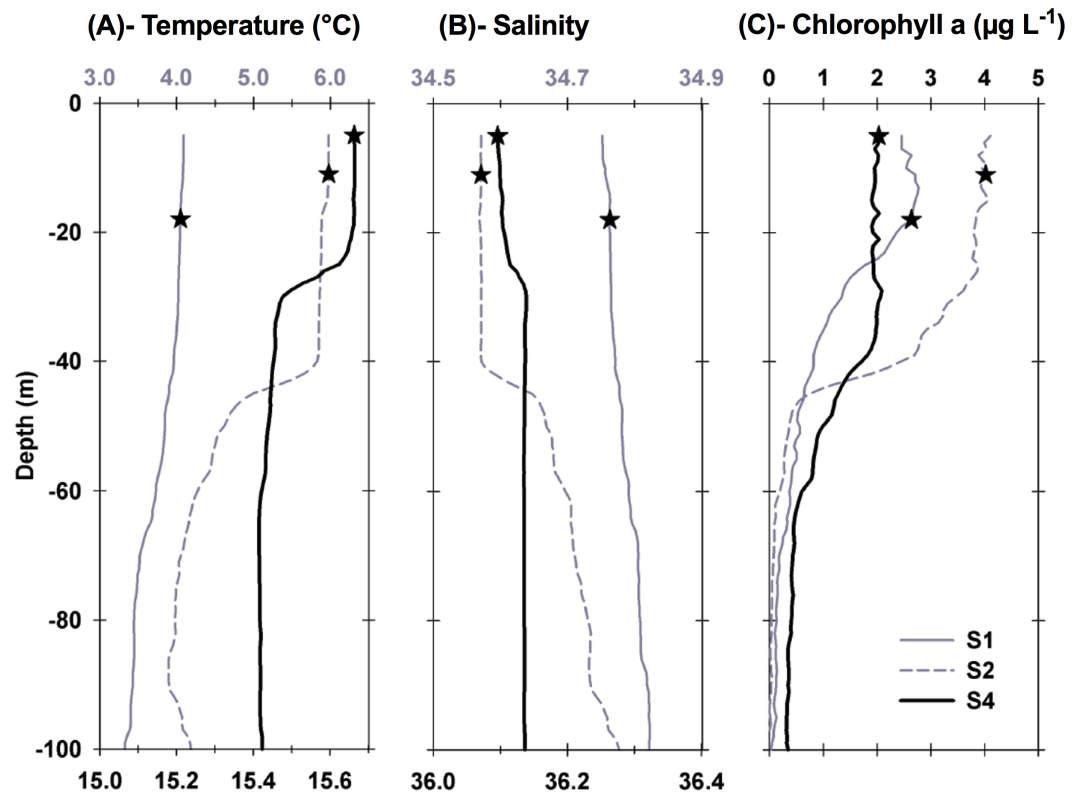 (A)- Temperature (°C) (B)- Salinity (C)- Chlorophyll a (µg L-1)
3.0 4.0 5.0 6.0 34.5 34.7 34.9 0 1 2 3 4 5
0
-20
-40
Depth (m)
-60
-80
S1
S2
S4
-100
15.0 15.2 15.4 15.6 36.0 36.2 36.4